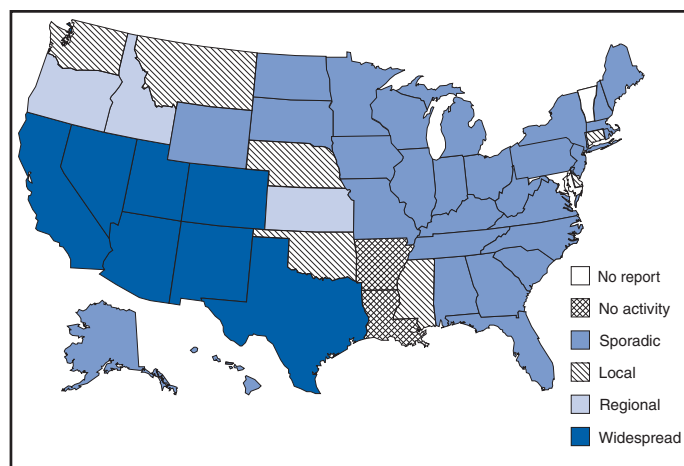 No report
No activity
Sporadic
Local
Regional
Widespread